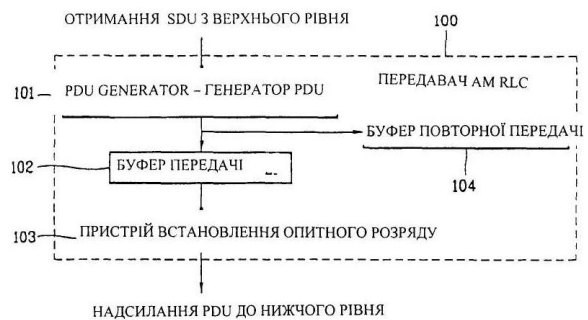 ОТРИМАННЯ SDU З ВЕРХНЬОГО РІВНЯ
100
101
PDU GENERATOR – ГЕНЕРАТОР PDU
ПЕРЕДАВАЧ AM RLC
БУФЕР ПОВТОРНОЇ ПЕРЕДАЧІ
102
БУФЕР ПЕРЕДАЧІ
104
103
ПРИСТРІЙ ВСТАНОВЛЕННЯ ОПИТНОГО РОЗРЯДУ
НАДСИЛАННЯ PDU ДО НИЖЧОГО РІВНЯ